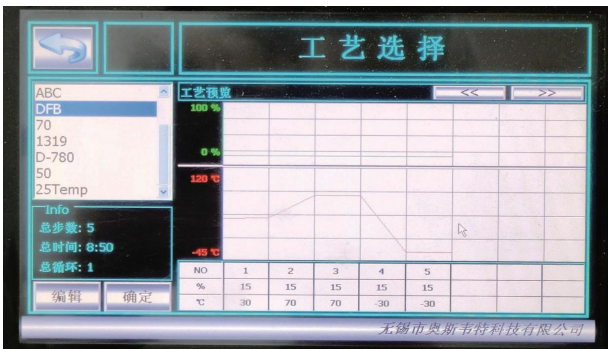 工艺选择
ABC
DFB
70
1319
D-780
50
25Temp
Info
总步数: 5
总时间: 8:50
总循环: 1
编辑 确定
工艺预览 << >>
100 %
0 %
120 ℃
-45 ℃
NO 1 2 3 4 5
% 15 15 15 15 15
℃ 30 70 70 -30 -30
无锡市奥斯韦特科技有限公司